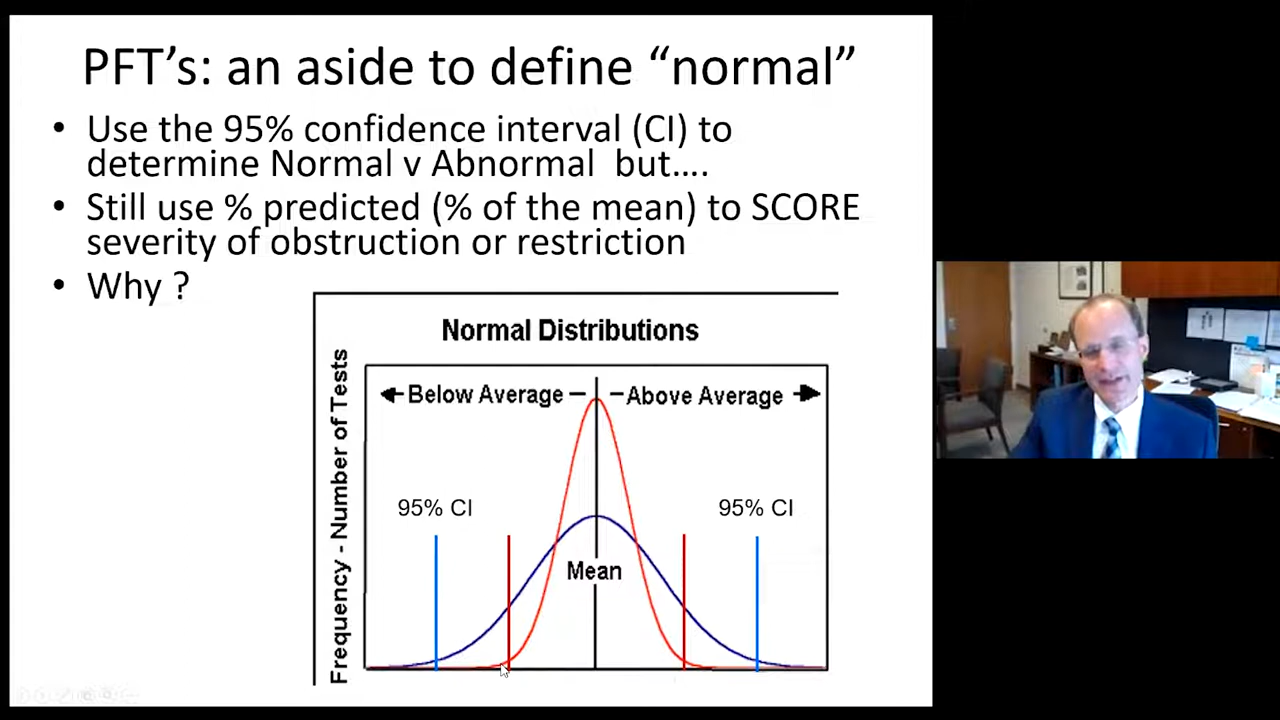 PFT’s: an aside to define “normal”
• Use the 95% confidence interval (CI) to
determine Normal v Abnormal but….
• Still use % predicted (% of the mean) to SCORE
severity of obstruction or restriction
• Why ?
Normal Distributions
Frequency - Number of Tests
Below Average
Above Average
95% CI
95% CI
Mean